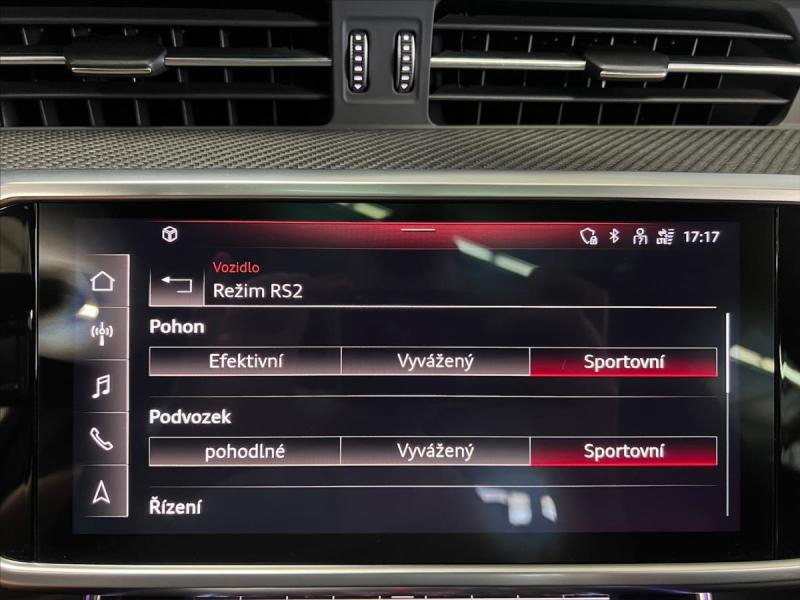 17:17
Vozidlo
Režim RS2
Pohon
Efektivní Vyvážený Sportovní
Podvozek
pohodlné Vyvážený Sportovní
Řízení